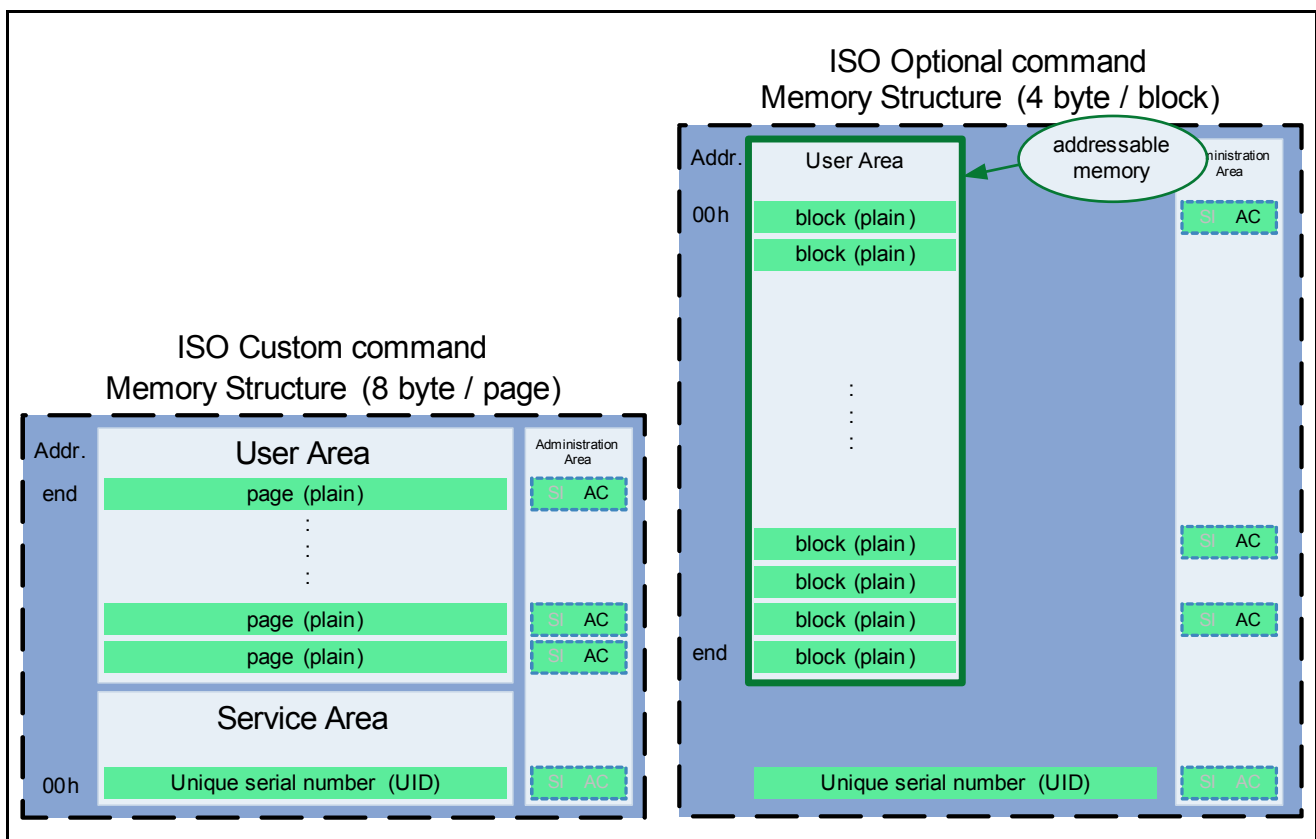 ISO Custom command
Memory Structure (8 byte / page)
Addr.
User Area
Administration
Area
end
page (plain)
SI AC
:
:
:
page (plain)
SI AC
page (plain)
SI AC
Service Area
00h
Unique serial number (UID)
SI AC
ISO Optional command
Memory Structure (4 byte / block)
Addr.
User Area
addressable
memory
ministration
Area
00h
block (plain)
SI AC
block (plain)
:
:
:
block (plain)
SI AC
block (plain)
block (plain)
SI AC
end
block (plain)
Unique serial number (UID)
SI AC